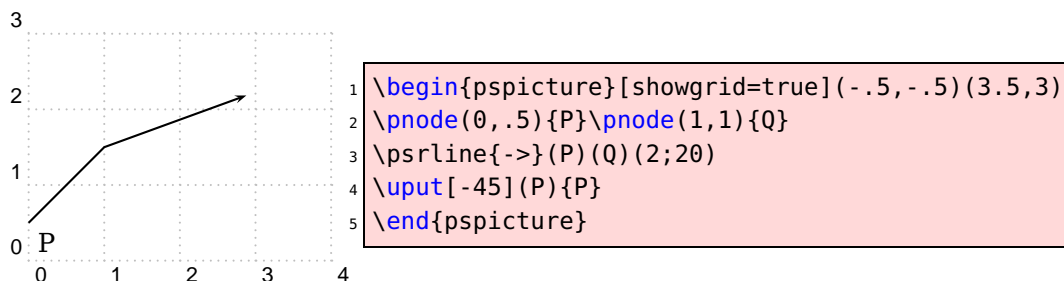 3
2
1
0 P
0 1 2 3 4
1 \begin{pspicture}[showgrid=true](-.5,-.5)(3.5,3)
2 \pnode(0,.5){P}\pnode(1,1){Q}
3 \psrline{->}(P)(Q)(2;20)
4 \uput[-45](P){P}
5 \end{pspicture}